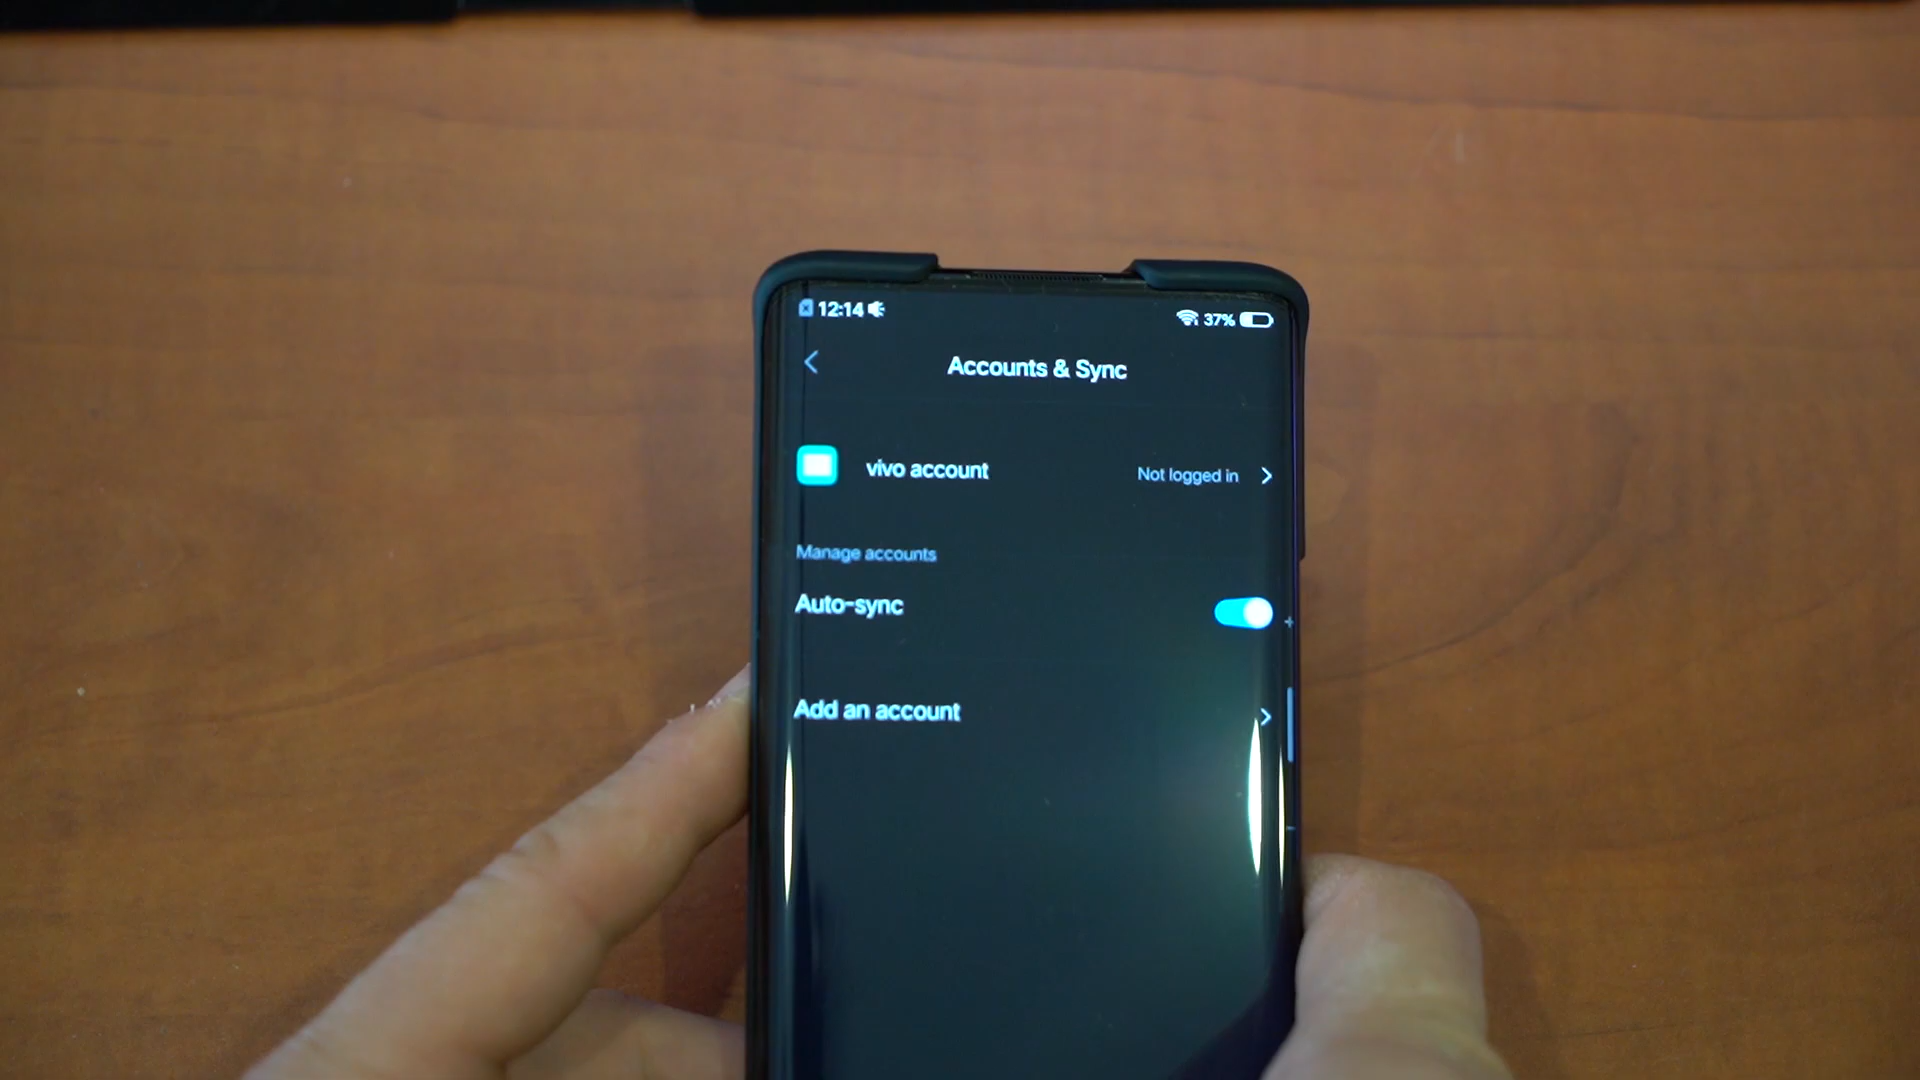 12:14
37%
Accounts & Sync
vivo account
Not logged in
Manage accounts
Auto-sync
Add an account